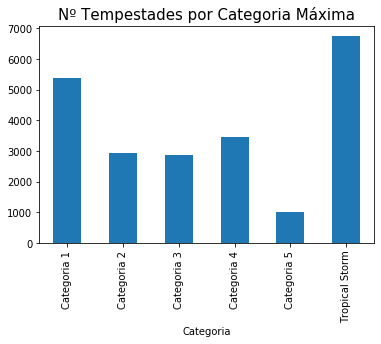 Nº Tempestades por Categoria Máxima
7000
6000
5000
4000
3000
2000
1000
0
Categoria 1
Categoria 2
Categoria 3
Categoria 4
Categoria 5
Tropical Storm
Categoria